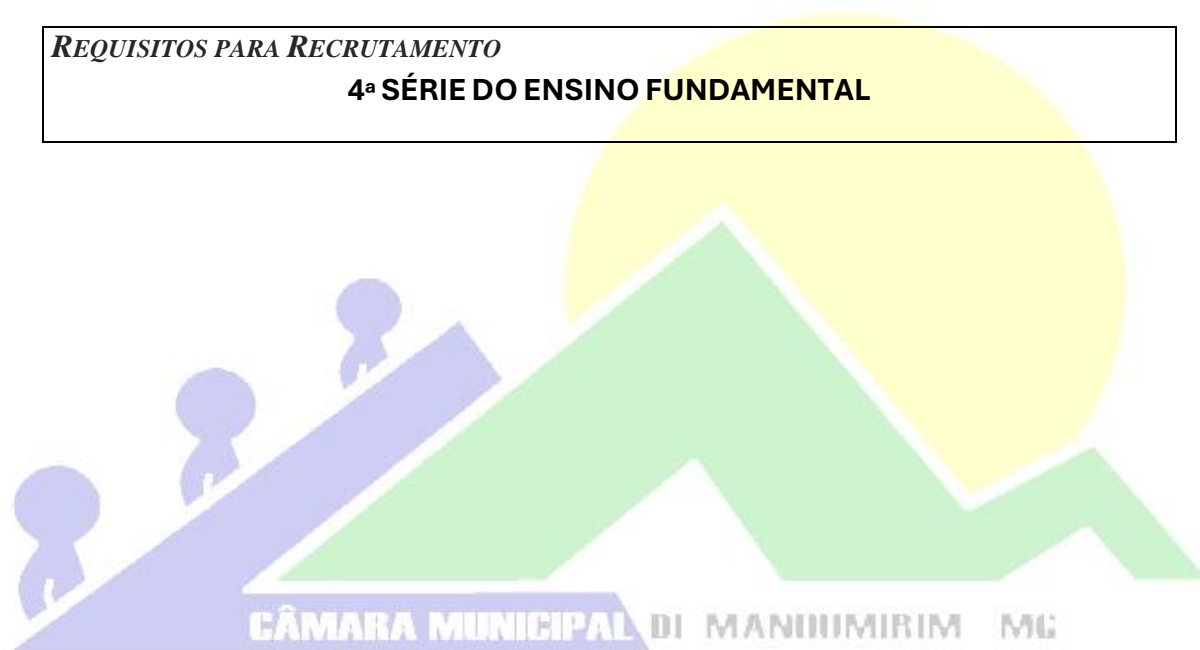 REQUISITOS PARA RECRUTAMENTO
4ª SÉRIE DO ENSINO FUNDAMENTAL
CÂMARA MUNICIPAL MG